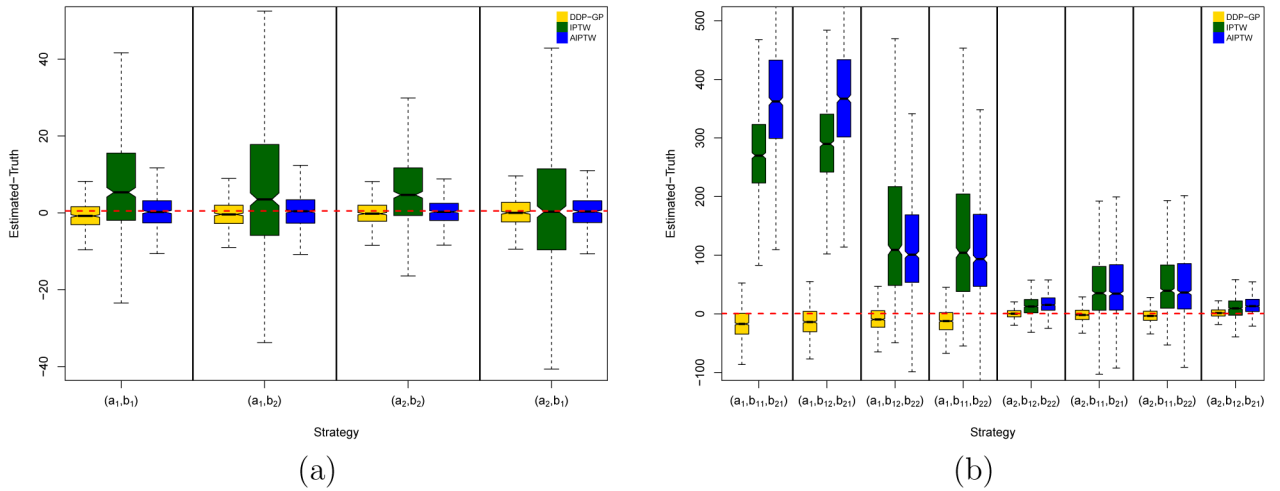 DDP-GP
IPTW
AIPTW
Estimated-Truth
40
20
0
-20
-40
(a₁,b₁)
(a₁,b₂)
(a₂,b₂)
(a₂,b₁)
Strategy
(a)
DDP-GP
IPTW
AIPTW
Estimated-Truth
500
400
300
200
100
0
-100
(a₁,b₁₁,b₂₁)
(a₁,b₁₂,b₂₁)
(a₁,b₁₂,b₂₂)
(a₁,b₁₁,b₂₂)
(a₂,b₁₂,b₂₂)
(a₂,b₁₁,b₂₁)
(a₂,b₁₁,b₂₂)
(a₂,b₁₂,b₂₁)
Strategy
(b)